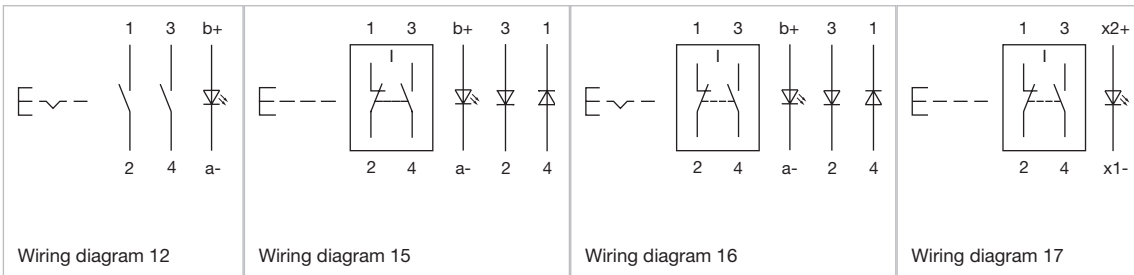 1 3 b+
2 4 a-
Wiring diagram 12
1 3 b+ 3 1
I
2 4 a- 2 4
Wiring diagram 15
1 3 b+ 3 1
I
2 4 a- 2 4
Wiring diagram 16
1 3 x2+
I
2 4 x1-
Wiring diagram 17